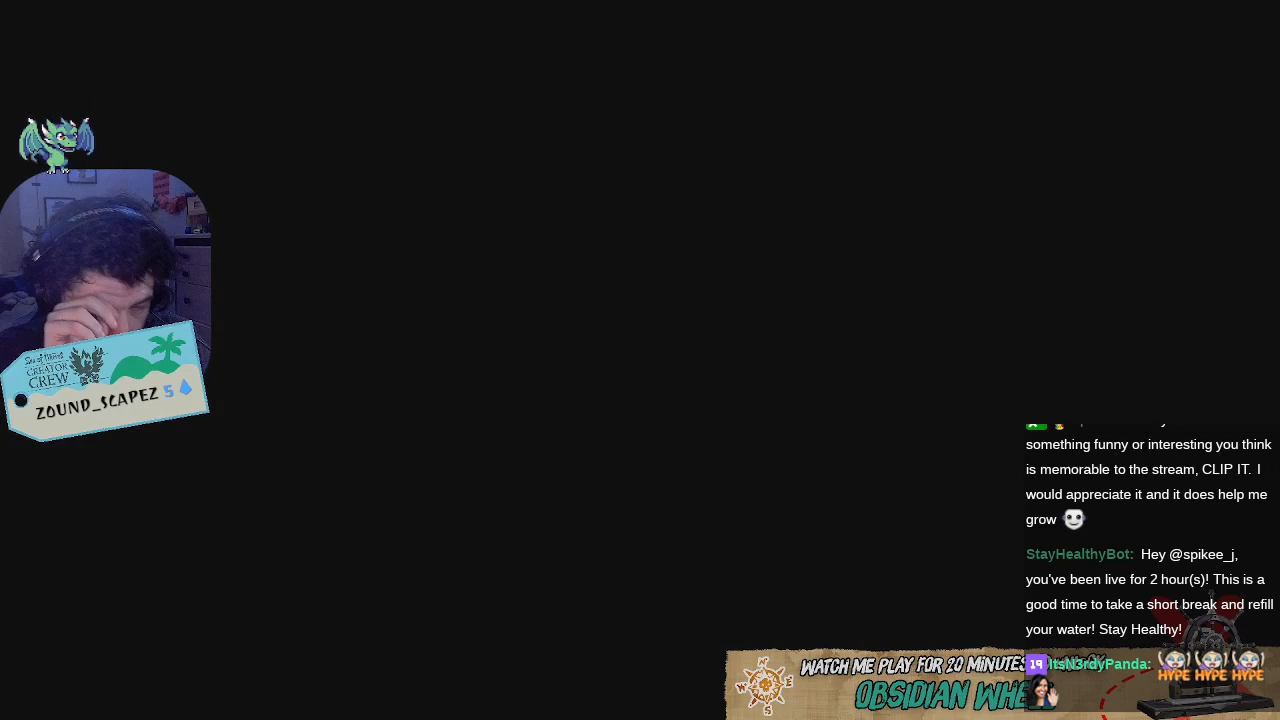 Sea of Thieves
CREATOR
CREW
ZOUND_SCAPEZ 5
something funny or interesting you think
is memorable to the stream, CLIP IT. I
would appreciate it and it does help me
grow
StayHealthyBot: Hey @spikee_j,
you've been live for 2 hour(s)! This is a
good time to take a short break and refill
your water! Stay Healthy!
19 ItsN3rdyPanda: HYPE HYPE HYPE
WATCH ME PLAY FOR 20 MINUTES
OBSIDIAN WHE